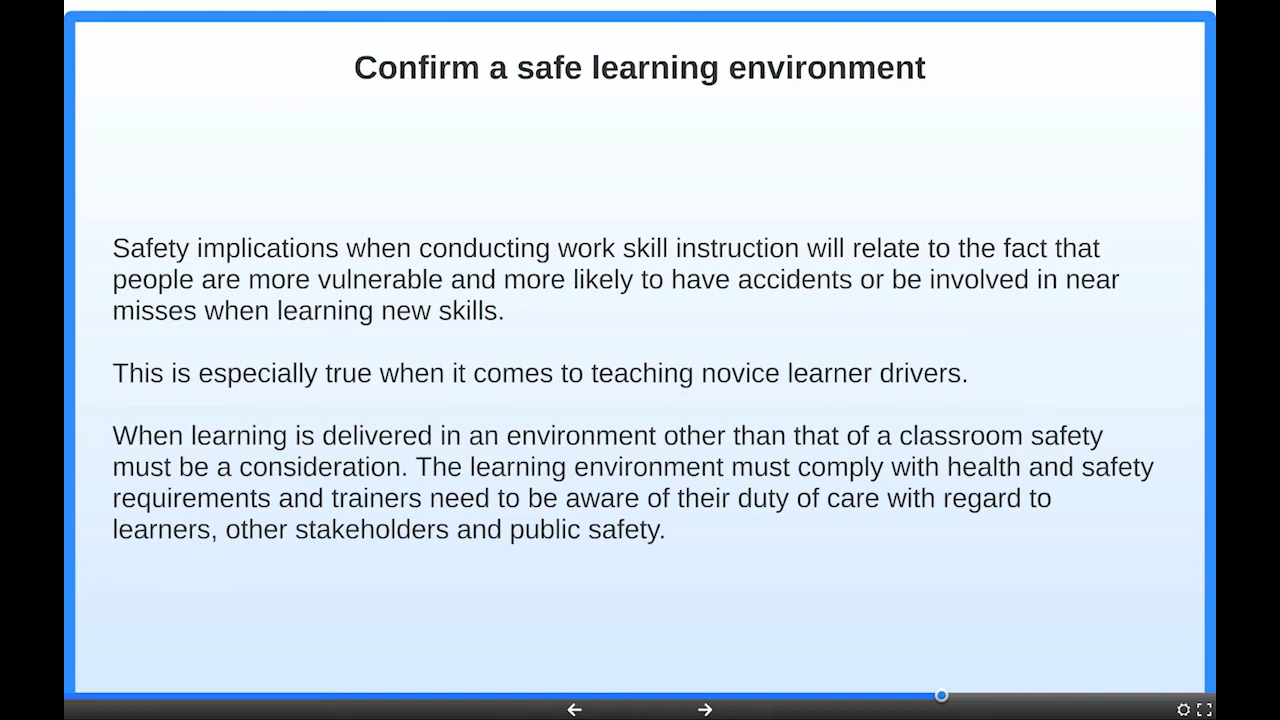 Confirm a safe learning environment
Safety implications when conducting work skill instruction will relate to the fact that
people are more vulnerable and more likely to have accidents or be involved in near
misses when learning new skills.
This is especially true when it comes to teaching novice learner drivers.
When learning is delivered in an environment other than that of a classroom safety
must be a consideration. The learning environment must comply with health and safety
requirements and trainers need to be aware of their duty of care with regard to
learners, other stakeholders and public safety.